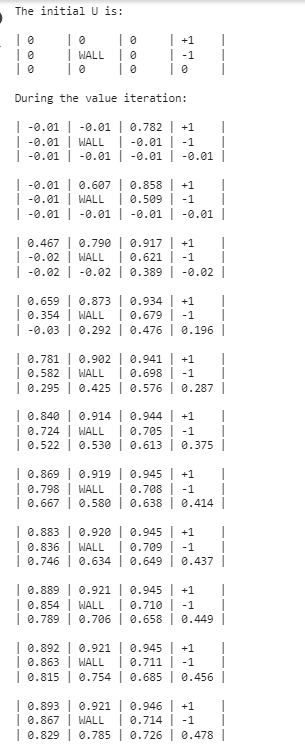 The initial U is:
| 0 | 0 | 0 | +1 |
| 0 | WALL | 0 | -1 |
| 0 | 0 | 0 | 0 |
During the value iteration:
| -0.01 | -0.01 | 0.782 | +1 |
| -0.01 | WALL | -0.01 | -1 |
| -0.01 | -0.01 | -0.01 | -0.01 |
| -0.01 | 0.607 | 0.858 | +1 |
| -0.01 | WALL | 0.509 | -1 |
| -0.01 | -0.01 | -0.01 | -0.01 |
| 0.467 | 0.790 | 0.917 | +1 |
| -0.02 | WALL | 0.621 | -1 |
| -0.02 | -0.02 | 0.389 | -0.02 |
| 0.659 | 0.873 | 0.934 | +1 |
| 0.354 | WALL | 0.679 | -1 |
| -0.03 | 0.292 | 0.476 | 0.196 |
| 0.781 | 0.902 | 0.941 | +1 |
| 0.582 | WALL | 0.698 | -1 |
| 0.295 | 0.425 | 0.576 | 0.287 |
| 0.840 | 0.914 | 0.944 | +1 |
| 0.724 | WALL | 0.705 | -1 |
| 0.522 | 0.530 | 0.613 | 0.375 |
| 0.869 | 0.919 | 0.945 | +1 |
| 0.798 | WALL | 0.708 | -1 |
| 0.667 | 0.580 | 0.638 | 0.414 |
| 0.883 | 0.920 | 0.945 | +1 |
| 0.836 | WALL | 0.709 | -1 |
| 0.746 | 0.634 | 0.649 | 0.437 |
| 0.889 | 0.921 | 0.945 | +1 |
| 0.854 | WALL | 0.710 | -1 |
| 0.789 | 0.706 | 0.658 | 0.449 |
| 0.892 | 0.921 | 0.945 | +1 |
| 0.863 | WALL | 0.711 | -1 |
| 0.815 | 0.754 | 0.685 | 0.456 |
| 0.893 | 0.921 | 0.946 | +1 |
| 0.867 | WALL | 0.714 | -1 |
| 0.829 | 0.785 | 0.726 | 0.478 |